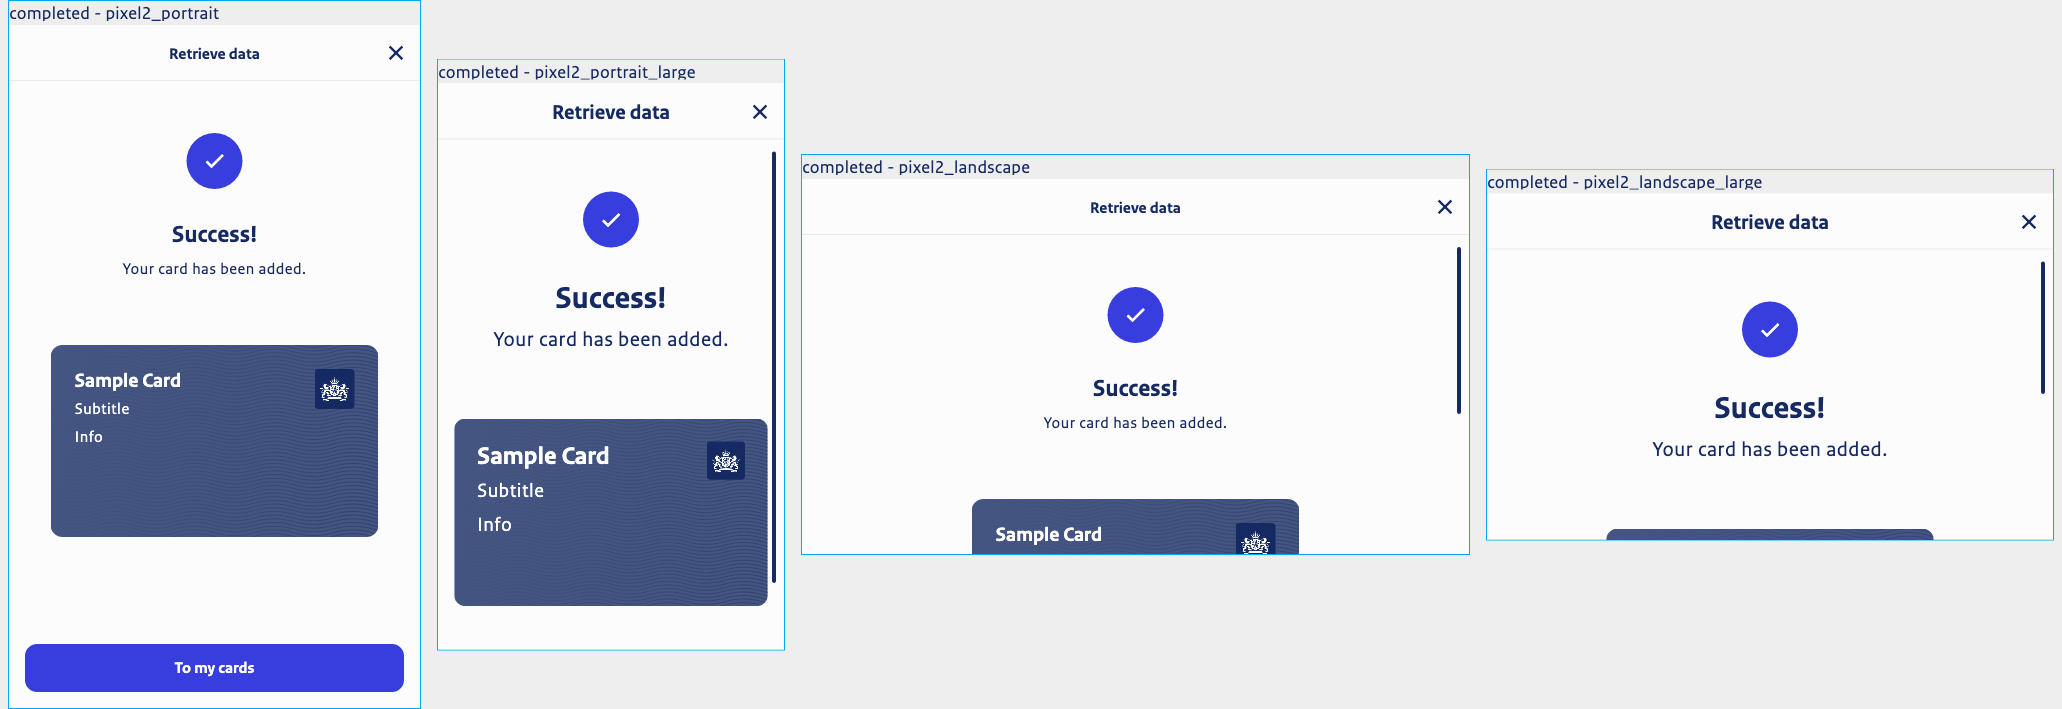 completed - pixel2_portrait
Retrieve data
Success!
Your card has been added.
Sample Card
Subtitle
Info
To my cards
completed - pixel2_portrait_large
Retrieve data
Success!
Your card has been added.
Sample Card
Subtitle
Info
completed - pixel2_landscape
Retrieve data
Success!
Your card has been added.
Sample Card
completed - pixel2_landscape_large
Retrieve data
Success!
Your card has been added.